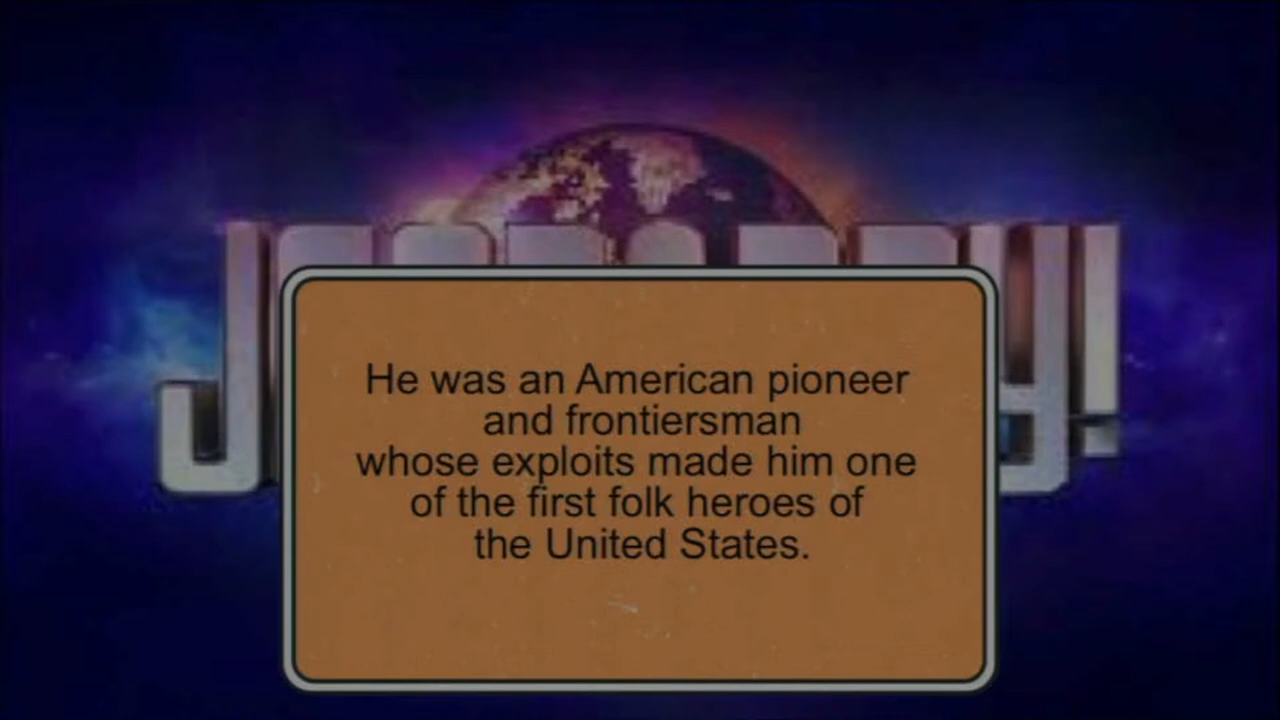 JEOPARDY!
He was an American pioneer
and frontiersman
whose exploits made him one
of the first folk heroes of
the United States.